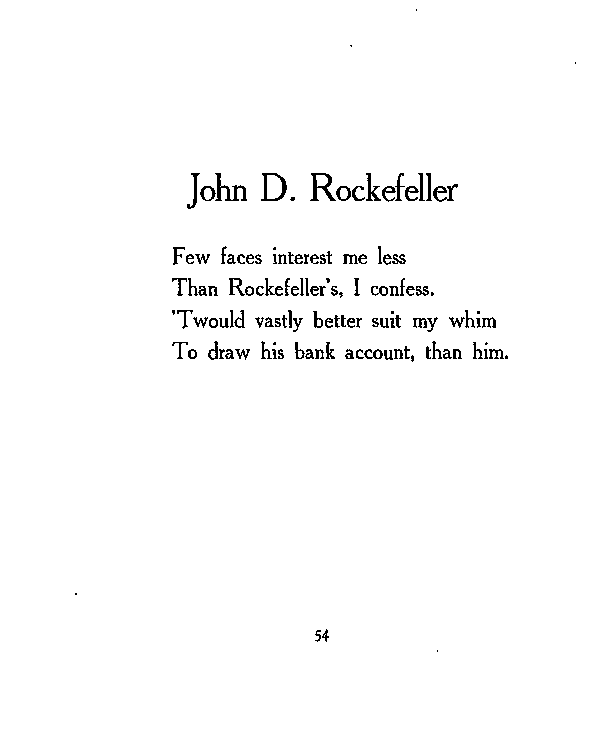 John D. Rockefeller
Few faces interest me less
Than Rockefeller's, I confess.
'Twould vastly better suit my whim
To draw his bank account, than him.
54